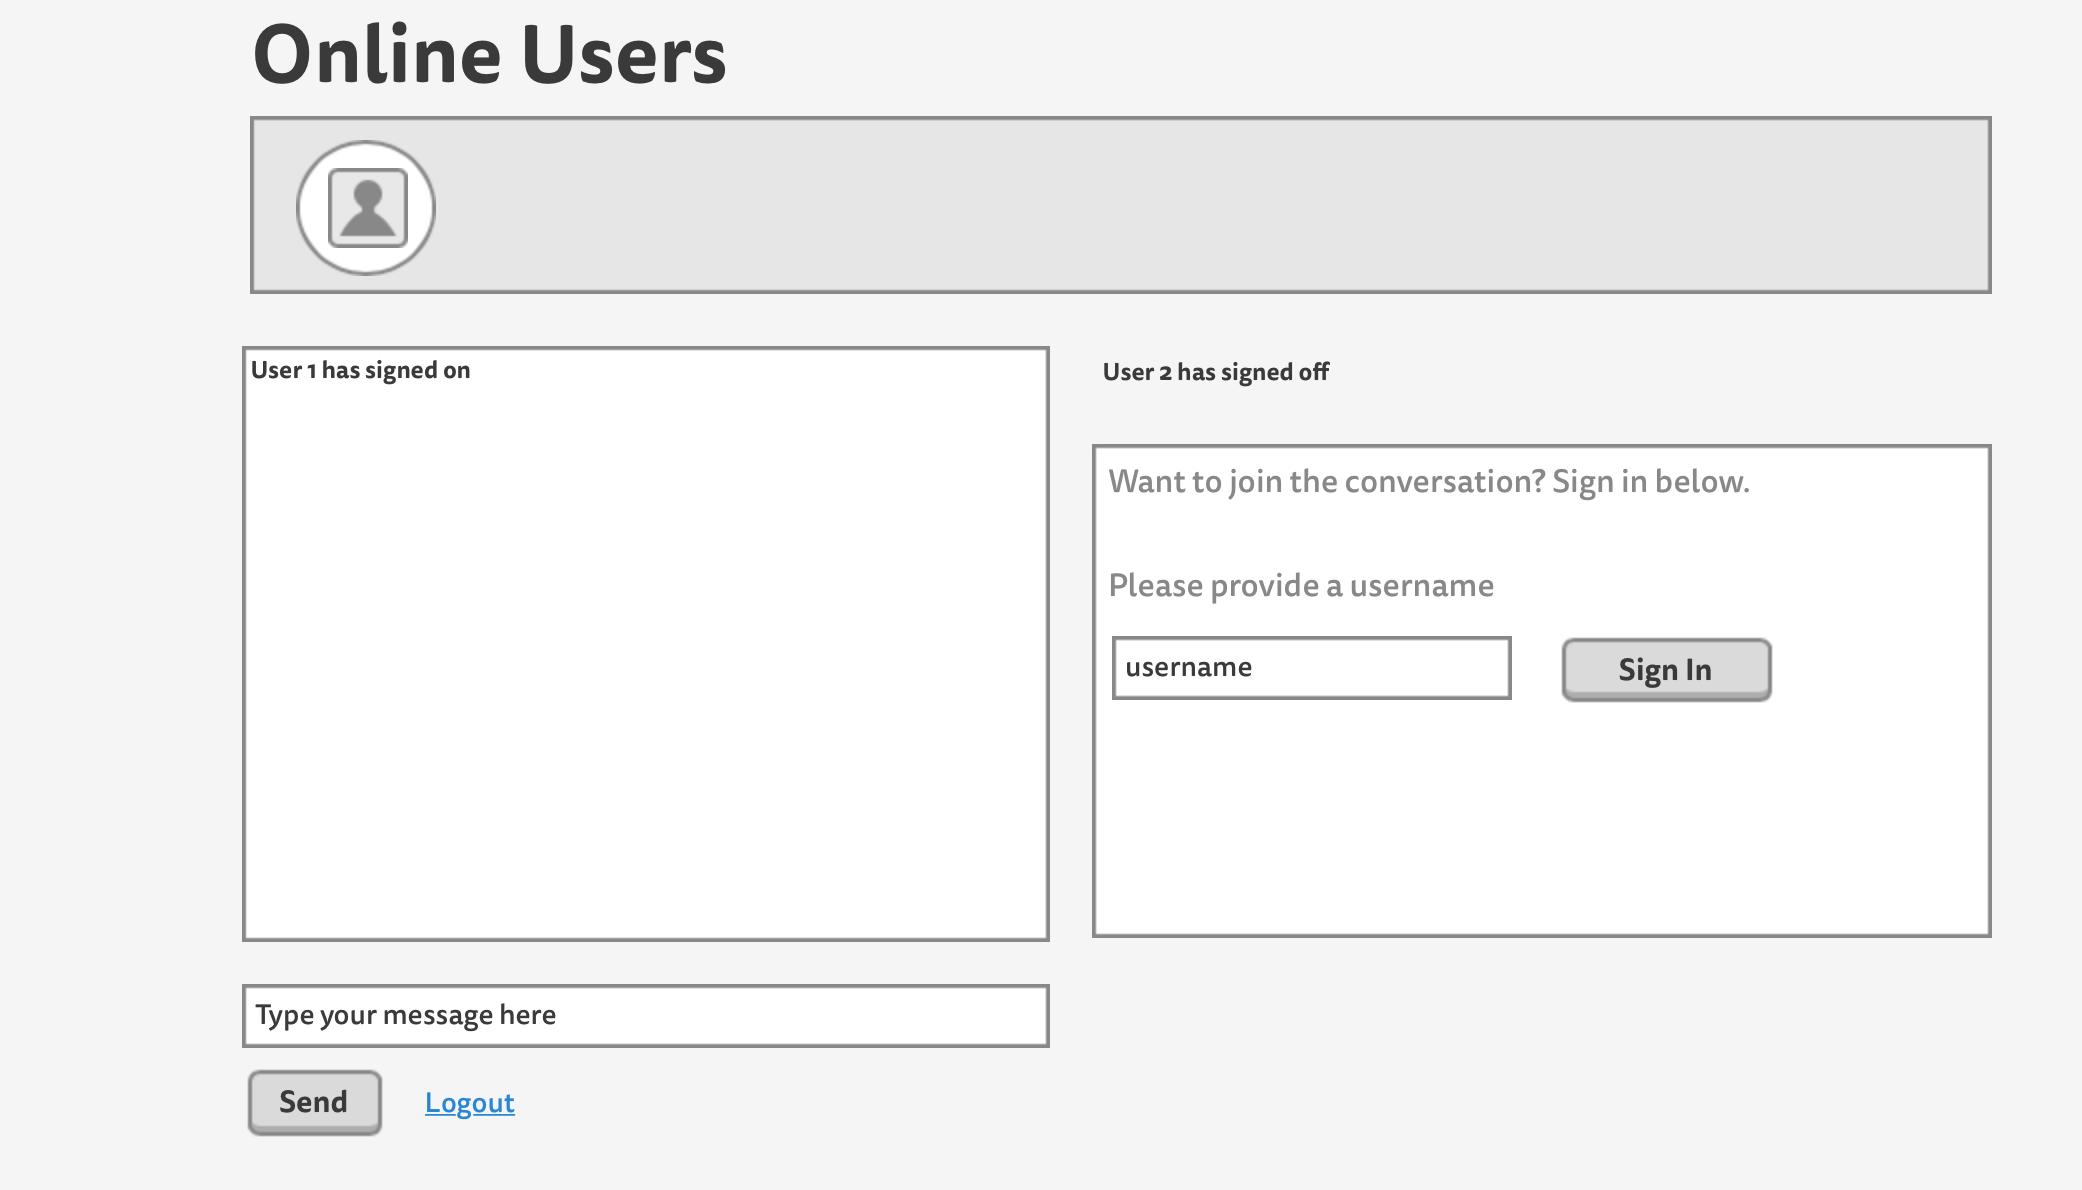 Online Users
User 1 has signed on
User 2 has signed off
Want to join the conversation? Sign in below.
Please provide a username
username
Sign In
Type your message here
Send
Logout